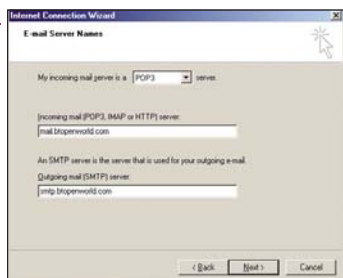 Internet Connection Wizard
E-mail Server Names
My incoming mail server is a POP3 server.
Incoming mail (POP3, IMAP or HTTP) server:
mail.btopenworld.com
An SMTP server is the server that is used for your outgoing e-mail.
Outgoing mail (SMTP) server:
smtp.btopenworld.com
< Back Next > Cancel